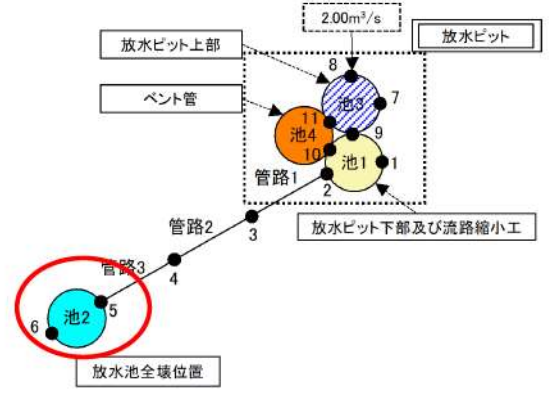 2.00m³/s
放水ピット
放水ピット上部
8
池3
7
ベント管
11
池4
9
10
池1
1
管路1
2
放水ピット下部及び流路縮小工
3
管路2
4
管路3
5
池2
6
放水池全壊位置